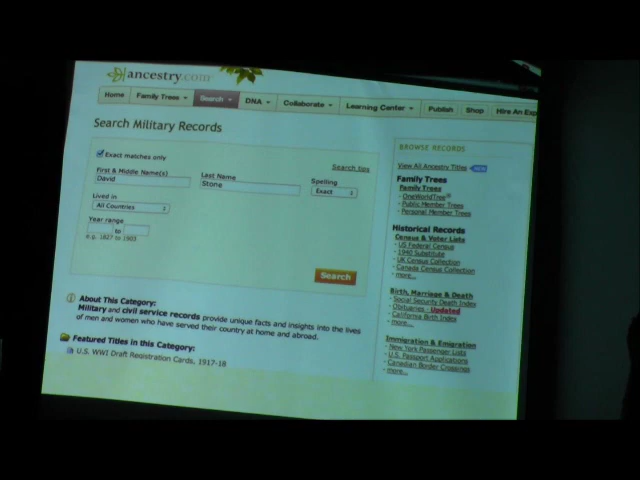 ancestry.com
Home Family Trees Search DNA Collaborate Learning Center Publish Shop Hire An Exp
Search Military Records
Exact matches only
Search tips
First & Middle Name(s) Last Name Spelling
David Stone Exact
Lived in
All Countries
Year range
to
e.g. 1827 to 1905
Search
About This Category:
Military and civil service records provide unique facts and insights into the lives
of men and women who have served their country at home and abroad.
Featured Titles in this Category:
U.S. WWI Draft Registration Cards, 1917-18
BROWSE RECORDS
View All Ancestry Titles
Family Trees
Family Trees
- OneWorldTree®
- Public Member Trees
- Personal Member Trees
Historical Records
Census & Voter Lists
- US Federal Census
- 1940 Substitute
- UK Census Collection
- Canada Census Collection
- more...
Birth, Marriage & Death
- Social Security Death Index
- Obituaries - Updated
- California Birth Index
- more...
Immigration & Emigration
- New York Passenger Lists
- U.S. Passport Applications
- Canadian Border Crossings
- more...